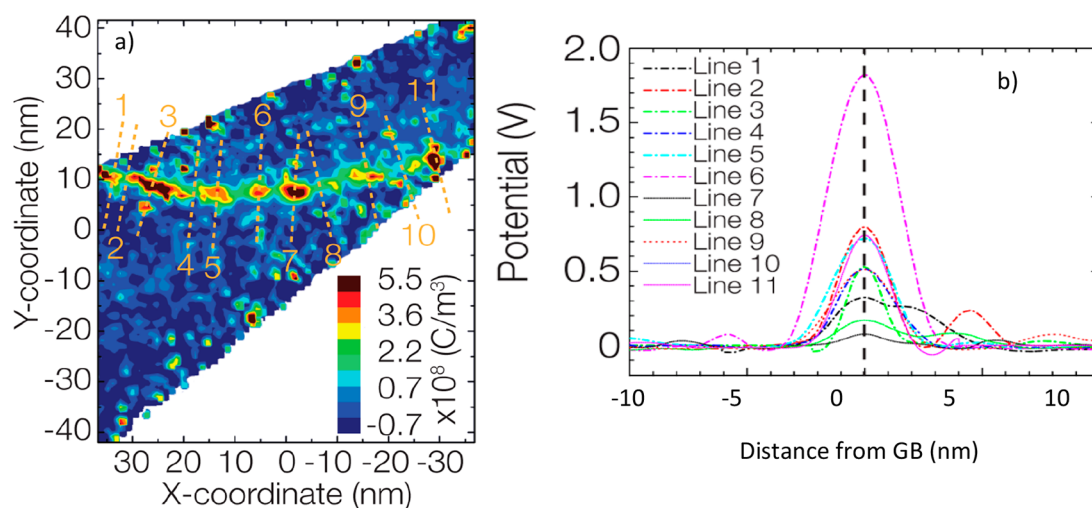 a)
Y-coordinate (nm)
40
30
20
10
0
-10
-20
-30
-40
1
3
6
9
11
2
4
5
7
8
10
5.5
3.6
2.2
0.7
-0.7
x10⁸ (C/m³)
30 20 10 0 -10 -20 -30
X-coordinate (nm)
b)
Potential (V)
2.0
1.5
1.0
0.5
0
Line 1
Line 2
Line 3
Line 4
Line 5
Line 6
Line 7
Line 8
Line 9
Line 10
Line 11
-10 -5 0 5 10
Distance from GB (nm)